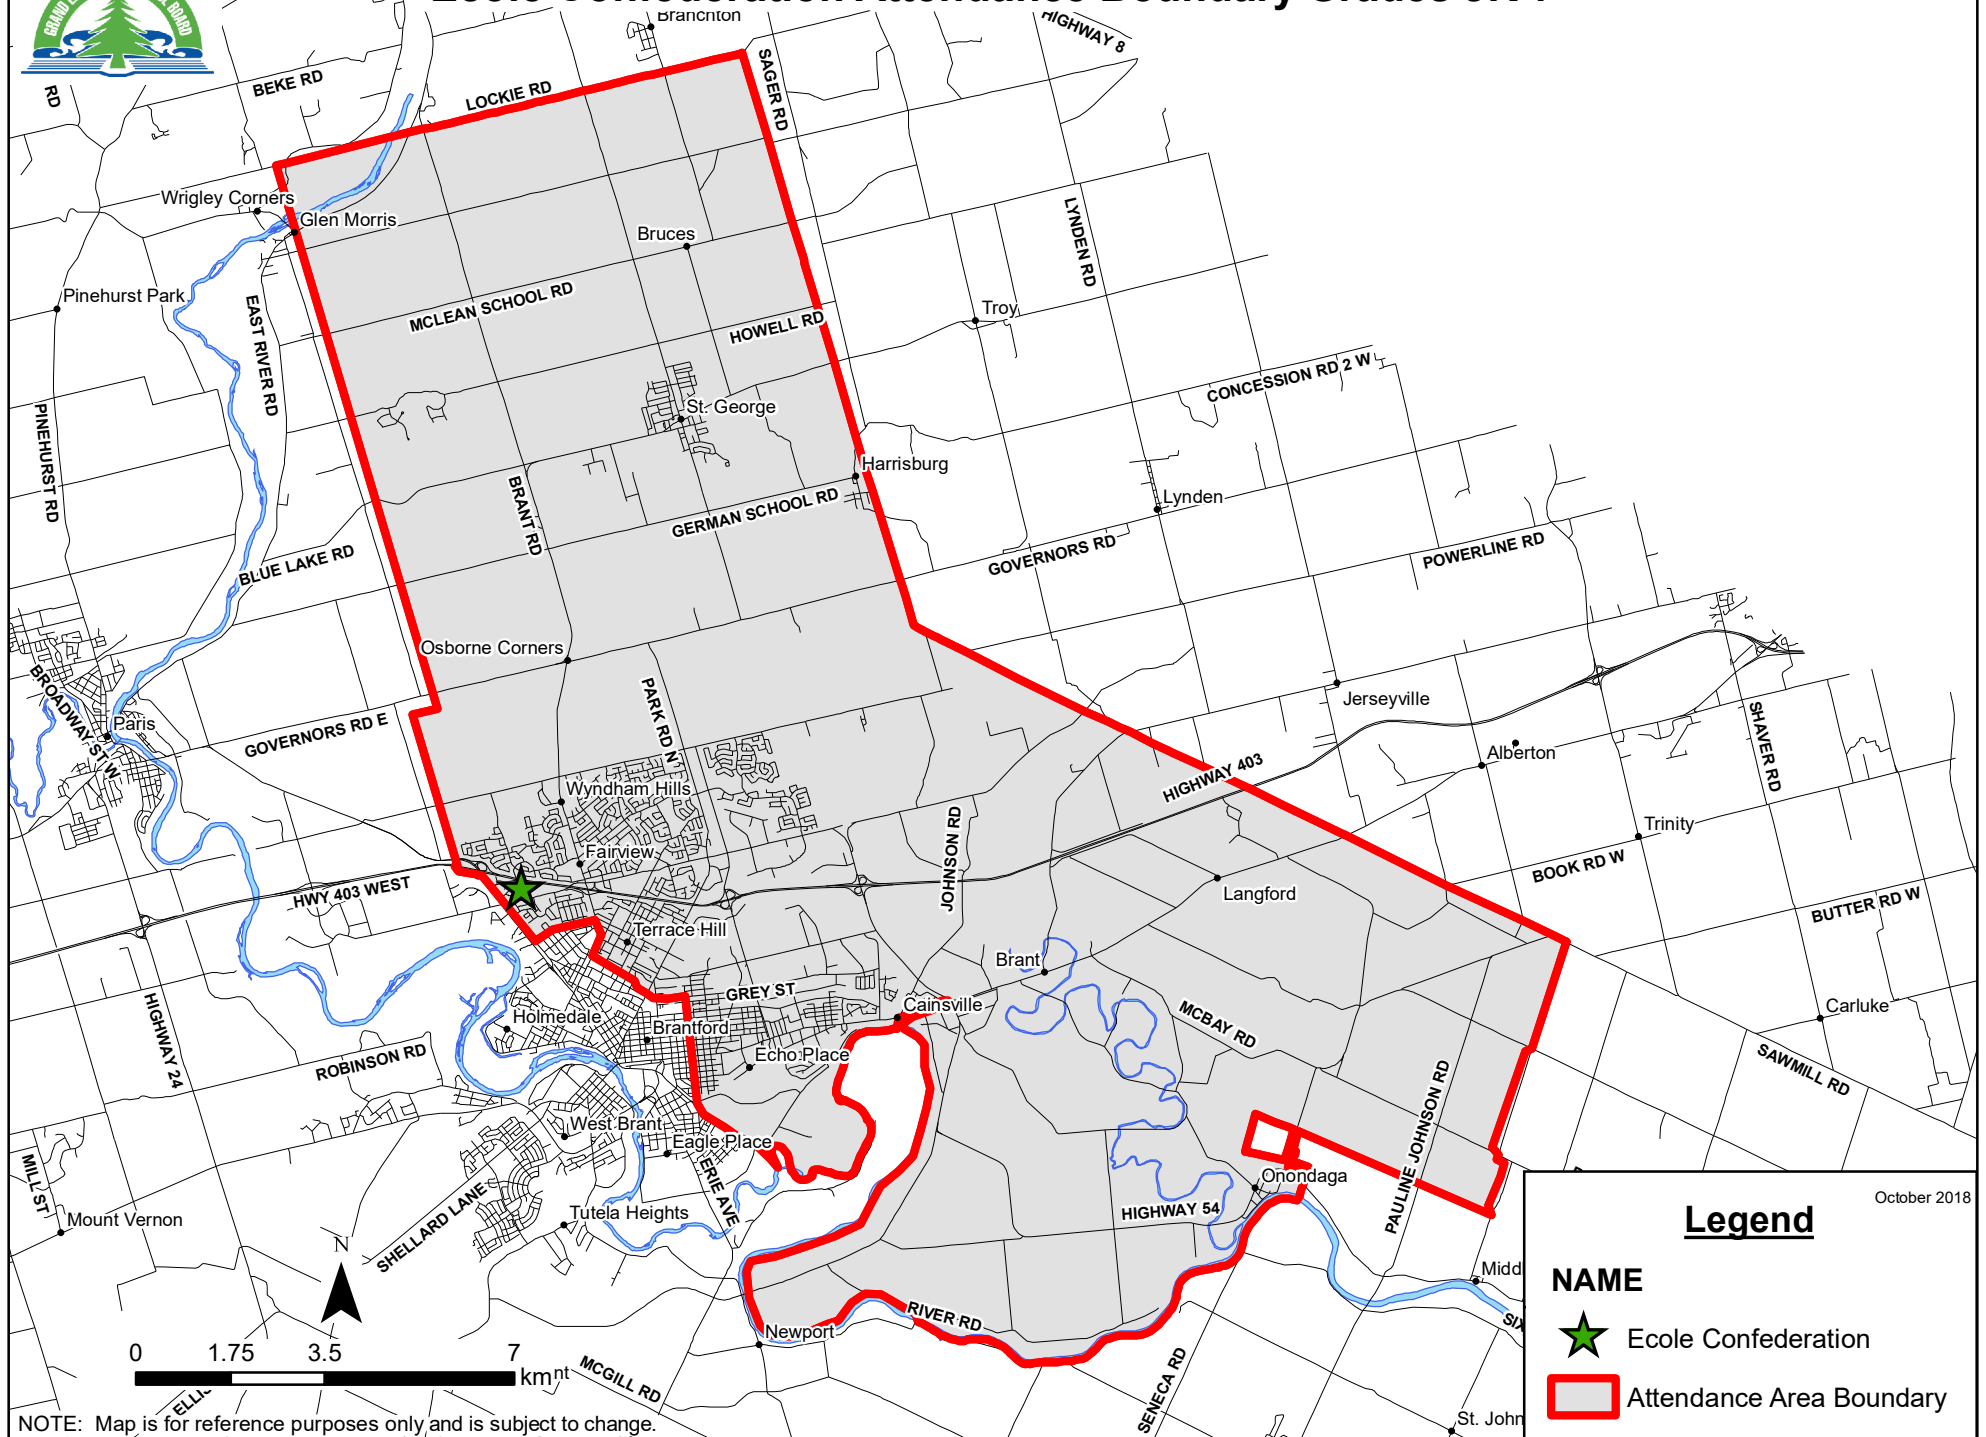 Branchton
HIGHWAY 8
BEKE RD
RD
LOCKIE RD
SAGER RD
Wrigley Corners
Glen Morris
Bruces
LYNDEN RD
Pinehurst Park
MCLEAN SCHOOL RD
HOWELL RD
Troy
EAST RIVER RD
CONCESSION RD 2 W
PINEHURST RD
St. George
Harrisburg
Lynden
BRANT RD
GERMAN SCHOOL RD
BLUE LAKE RD
GOVERNORS RD
POWERLINE RD
Osborne Corners
PARK RD N
Jerseyville
BROADWAY ST W
Paris
GOVERNORS RD E
Alberton
SHAVER RD
Wyndham Hills
HIGHWAY 403
Fairview
JOHNSON RD
Trinity
BOOK RD W
HWY 403 WEST
Langford
BUTTER RD W
Terrace Hill
Brant
GREY ST
Cainsville
Carluke
HIGHWAY 24
Holmedale
Brantford
MCBAY RD
Echo Place
ROBINSON RD
SAWMILL RD
West Brant
Eagle Place
PAULINE JOHNSON RD
MILL ST
ERIE AVE
Onondaga
Mount Vernon
SHELLARD LANE
Tutela Heights
HIGHWAY 54
Midd
SIX
RIVER RD
Newport
MCGILL RD
SENECA RD
ELLIS
St. John
N
0 1.75 3.5 7
km
NOTE: Map is for reference purposes only and is subject to change.
October 2018
Legend
NAME
Ecole Confederation
Attendance Area Boundary